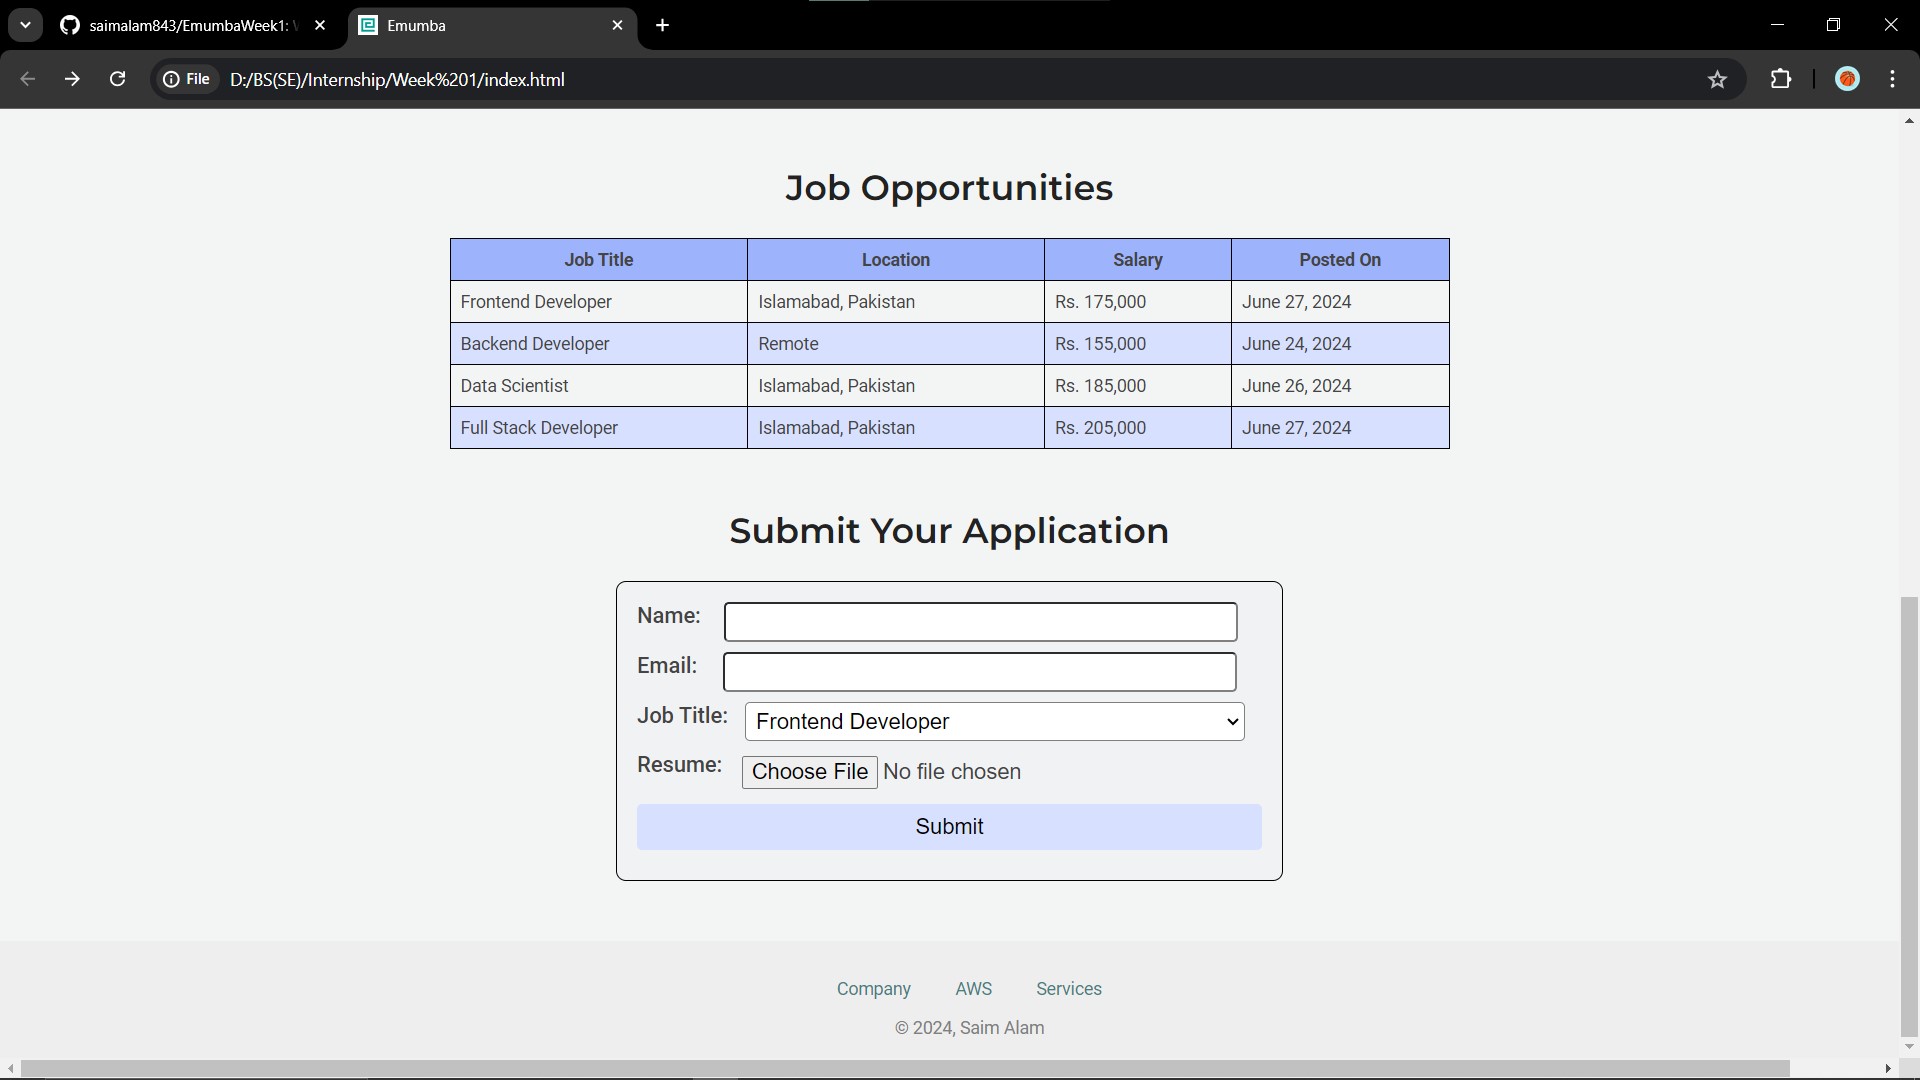 saimalam843/EmumbaWeek1:
Emumba
File D:/BS(SE)/Internship/Week%201/index.html
Job Opportunities
Job Title Location Salary Posted On
Frontend Developer Islamabad, Pakistan Rs. 175,000 June 27, 2024
Backend Developer Remote Rs. 155,000 June 24, 2024
Data Scientist Islamabad, Pakistan Rs. 185,000 June 26, 2024
Full Stack Developer Islamabad, Pakistan Rs. 205,000 June 27, 2024
Submit Your Application
Name:
Email:
Job Title: Frontend Developer
Resume: Choose File No file chosen
Submit
Company AWS Services
© 2024, Saim Alam